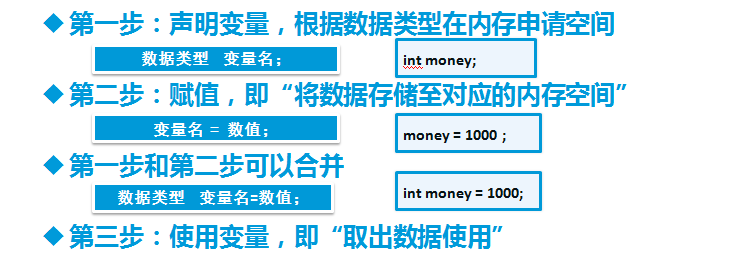 ◆第一步：声明变量，根据数据类型在内存申请空间
数据类型 变量名；
int money;
◆第二步：赋值，即“将数据存储至对应的内存空间”
变量名 = 数值；
money = 1000 ;
◆第一步和第二步可以合并
数据类型 变量名=数值；
int money = 1000;
◆第三步：使用变量，即“取出数据使用”